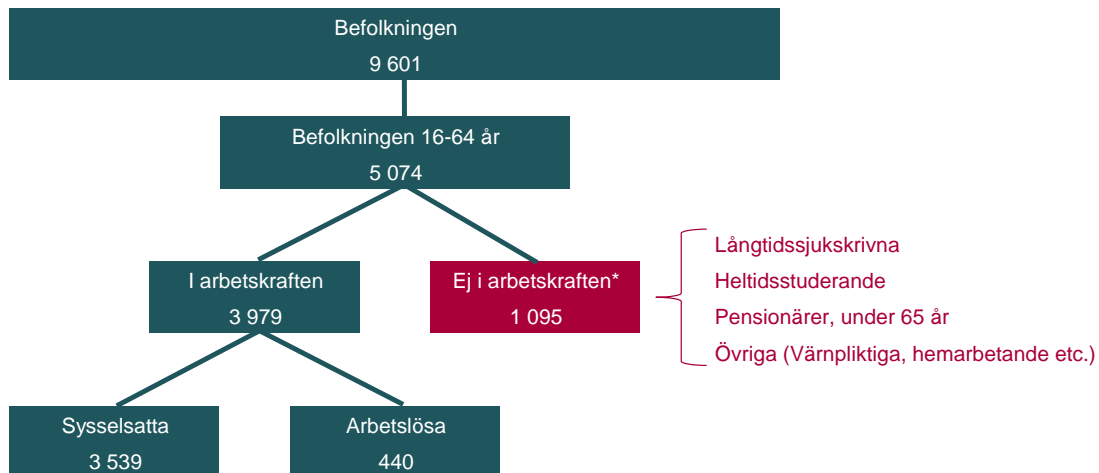 Befolkningen
9 601
Befolkningen 16-64 år
5 074
I arbetskraften
3 979
Ej i arbetskraften*
1 095
Långtidssjukskrivna
Heltidsstuderande
Pensionärer, under 65 år
Övriga (Värnpliktiga, hemarbetande etc.)
Sysselsatta
3 539
Arbetslösa
440